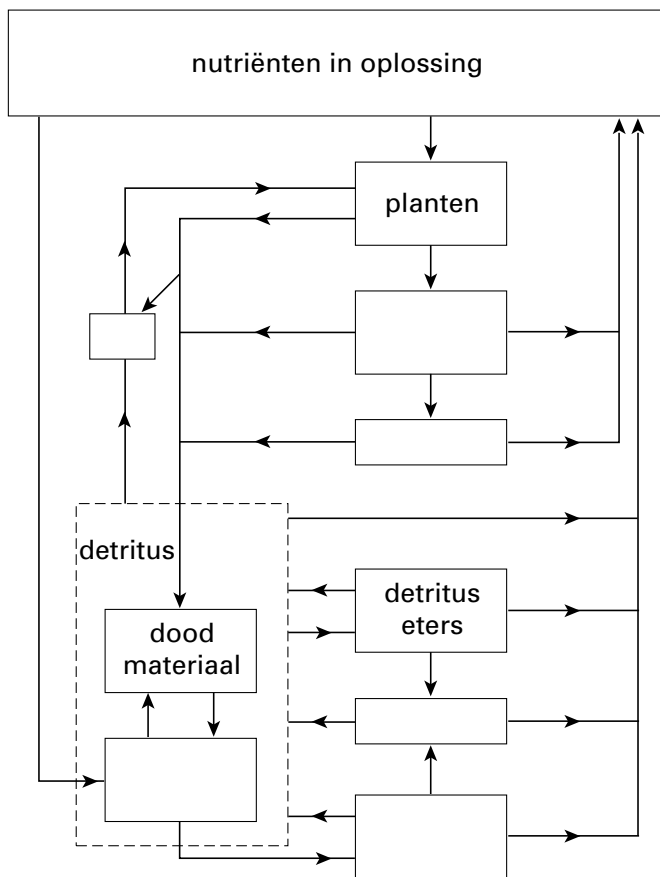 nutriënten in oplossing
planten
detritus
detritus
eters
dood
materiaal